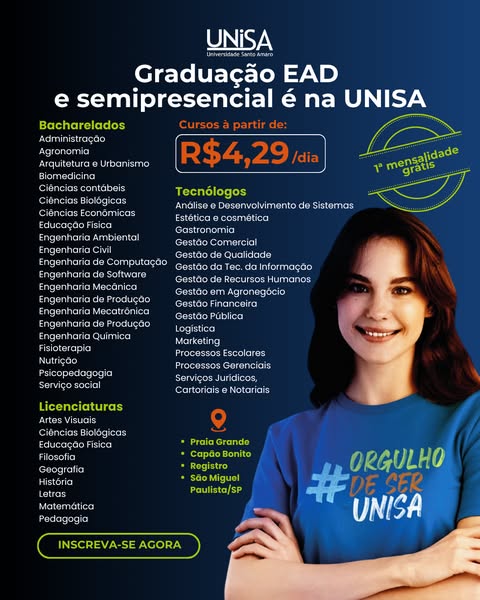 UNiSA
Universidade Santo Amaro
Graduação EAD
e semipresencial é na UNISA
Bacharelados
Administração
Agronomia
Arquitetura e Urbanismo
Biomedicina
Ciências contábeis
Ciências Biológicas
Ciências Econômicas
Educação Física
Engenharia Ambiental
Engenharia Civil
Engenharia de Computação
Engenharia de Software
Engenharia Mecânica
Engenharia de Produção
Engenharia Mecatrônica
Engenharia de Produção
Engenharia Química
Fisioterapia
Nutrição
Psicopedagogia
Serviço social
Licenciaturas
Artes Visuais
Ciências Biológicas
Educação Física
Filosofia
Geografia
História
Letras
Matemática
Pedagogia
INSCREVA-SE AGORA
Cursos à partir de:
R$4,29 /dia
1ª mensalidade
grátis
Tecnólogos
Análise e Desenvolvimento de Sistemas
Estética e cosmética
Gastronomia
Gestão Comercial
Gestão de Qualidade
Gestão da Tec. da Informação
Gestão de Recursos Humanos
Gestão em Agronegócio
Gestão Financeira
Gestão Pública
Logística
Marketing
Processos Escolares
Processos Gerenciais
Serviços Juridicos,
Cartoriais e Notariais
Praia Grande
Capão Bonito
Registro
São Miguel
Paulista/SP
#ORGULHO
DE SER
UNISA